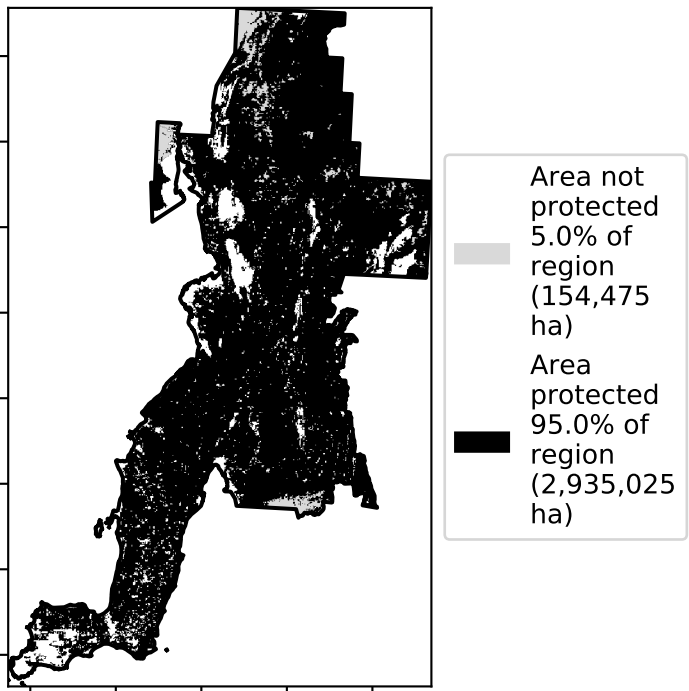 Area not
protected
5.0% of
region
(154,475
ha)
Area
protected
95.0% of
region
(2,935,025
ha)